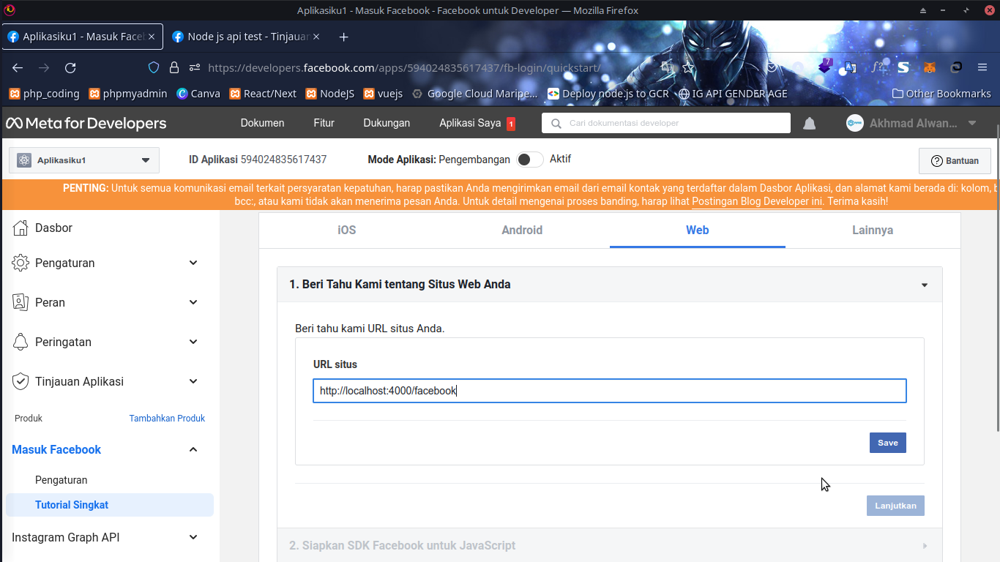 Aplikasiku1 - Masuk Facebook - Facebook untuk Developer — Mozilla Firefox
Aplikasiku1 - Masuk Faceb
Node js api test - Tinjauan
https://developers.facebook.com/apps/594024835617437/fb-login/quickstart/
7
php_coding phpmyadmin Canva React/Next NodeJS vuejs Google Cloud Maripe… Deploy node.js to GCR IG API GENDER AGE Other Bookmarks
Meta for Developers Dokumen Fitur Dukungan Aplikasi Saya 1 Cari dokumentasi developer Akhmad Alwan...
Aplikasiku1 ID Aplikasi 594024835617437 Mode Aplikasi: Pengembangan Aktif Bantuan
PENTING: Untuk semua komunikasi email terkait persyaratan kepatuhan, harap pastikan Anda mengirimkan email dari email kontak yang terdaftar dalam Dasbor Aplikasi, dan alamat kami berada di: kolom, b
bcc:, atau kami tidak akan menerima pesan Anda. Untuk detail mengenai proses banding, harap lihat Postingan Blog Developer ini. Terima kasih!
Dasbor
Pengaturan
Peran
Peringatan
Tinjauan Aplikasi
Produk Tambahkan Produk
Masuk Facebook
Pengaturan
Tutorial Singkat
Instagram Graph API
iOS Android Web Lainnya
1. Beri Tahu Kami tentang Situs Web Anda
Beri tahu kami URL situs Anda.
URL situs
http://localhost:4000/facebook
Save
Lanjutkan
2. Siapkan SDK Facebook untuk JavaScript